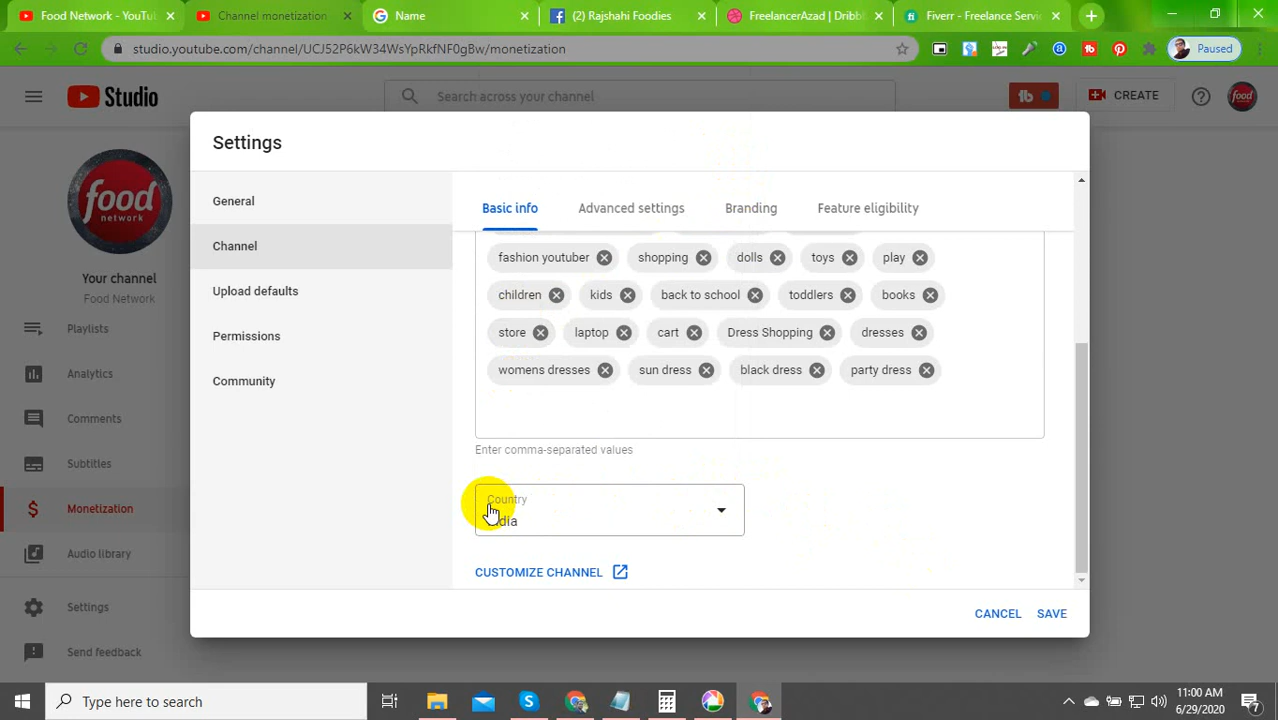 Food Network - YouTu
Channel monetization
Name
(2) Rajshahi Foodies
FreelancerAzad | Dribb
Fiverr - Freelance Servi
studio.youtube.com/channel/UCJ52P6kW34WsYpRkfNF0gBw/monetization
Paused
Studio
Search across your channel
CREATE
food
network
Your channel
Food Network
Playlists
Analytics
Comments
Subtitles
Monetization
Audio library
Settings
Send feedback
Settings
General
Channel
Upload defaults
Permissions
Community
Basic info
Advanced settings
Branding
Feature eligibility
fashion youtuber
shopping
dolls
toys
play
children
kids
back to school
toddlers
books
store
laptop
cart
Dress Shopping
dresses
womens dresses
sun dress
black dress
party dress
Enter comma-separated values
Country
CUSTOMIZE CHANNEL
CANCEL
SAVE
Type here to search
11:00 AM
6/29/2020
7